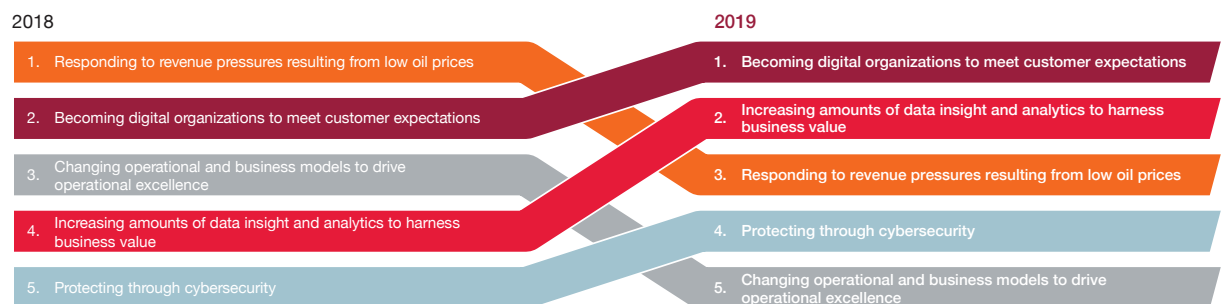 2018
1. Responding to revenue pressures resulting from low oil prices
2. Becoming digital organizations to meet customer expectations
3. Changing operational and business models to drive
operational excellence
4. Increasing amounts of data insight and analytics to harness
business value
5. Protecting through cybersecurity
2019
1. Becoming digital organizations to meet customer expectations
2. Increasing amounts of data insight and analytics to harness
business value
3. Responding to revenue pressures resulting from low oil prices
4. Protecting through cybersecurity
5. Changing operational and business models to drive
operational excellence